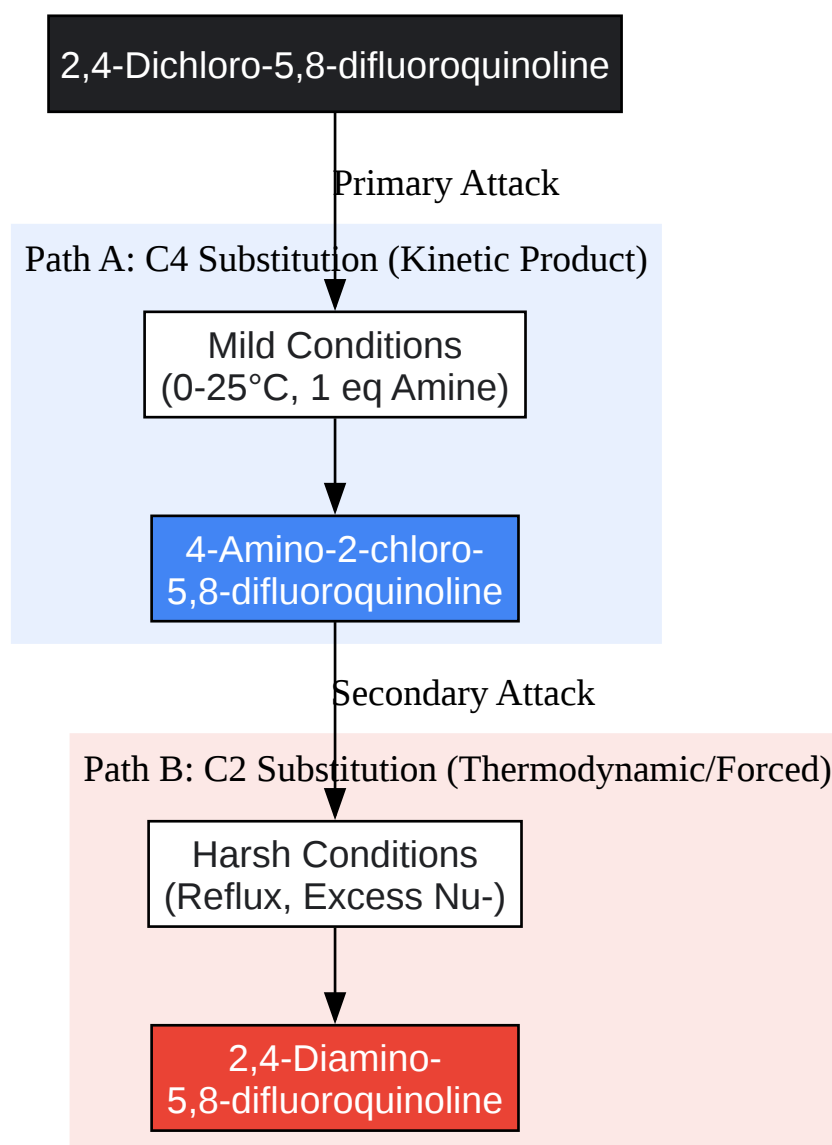 2,4-Dichloro-5,8-difluoroquinoline
Primary Attack
Path A: C4 Substitution (Kinetic Product)
Mild Conditions
(0-25°C, 1 eq Amine)
4-Amino-2-chloro-
5,8-difluoroquinoline
Secondary Attack
Path B: C2 Substitution (Thermodynamic/Forced)
Harsh Conditions
(Reflux, Excess Nu-)
2,4-Diamino-
5,8-difluoroquinoline